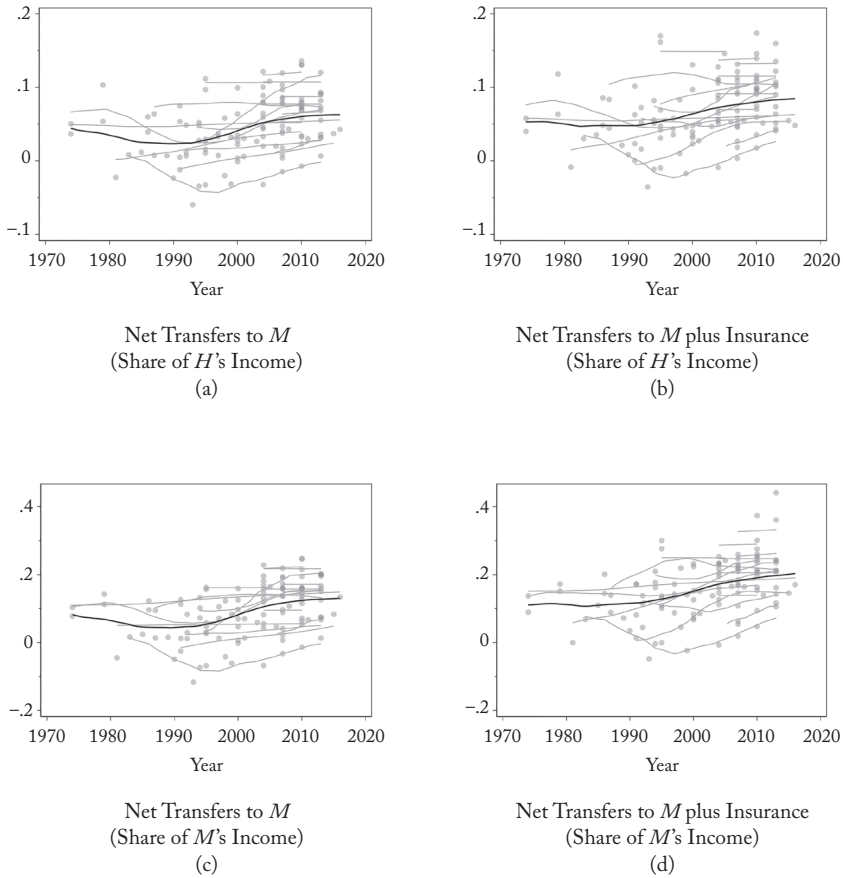 .2
.1
0
−.1
1970 1980 1990 2000 2010 2020
Year
Net Transfers to M
(Share of H’s Income)
(a)
.2
.1
0
−.1
1970 1980 1990 2000 2010 2020
Year
Net Transfers to M plus Insurance
(Share of H’s Income)
(b)
.4
.2
0
−.2
1970 1980 1990 2000 2010 2020
Year
Net Transfers to M
(Share of M’s Income)
(c)
.4
.2
0
−.2
1970 1980 1990 2000 2010 2020
Year
Net Transfers to M plus Insurance
(Share of M’s Income)
(d)